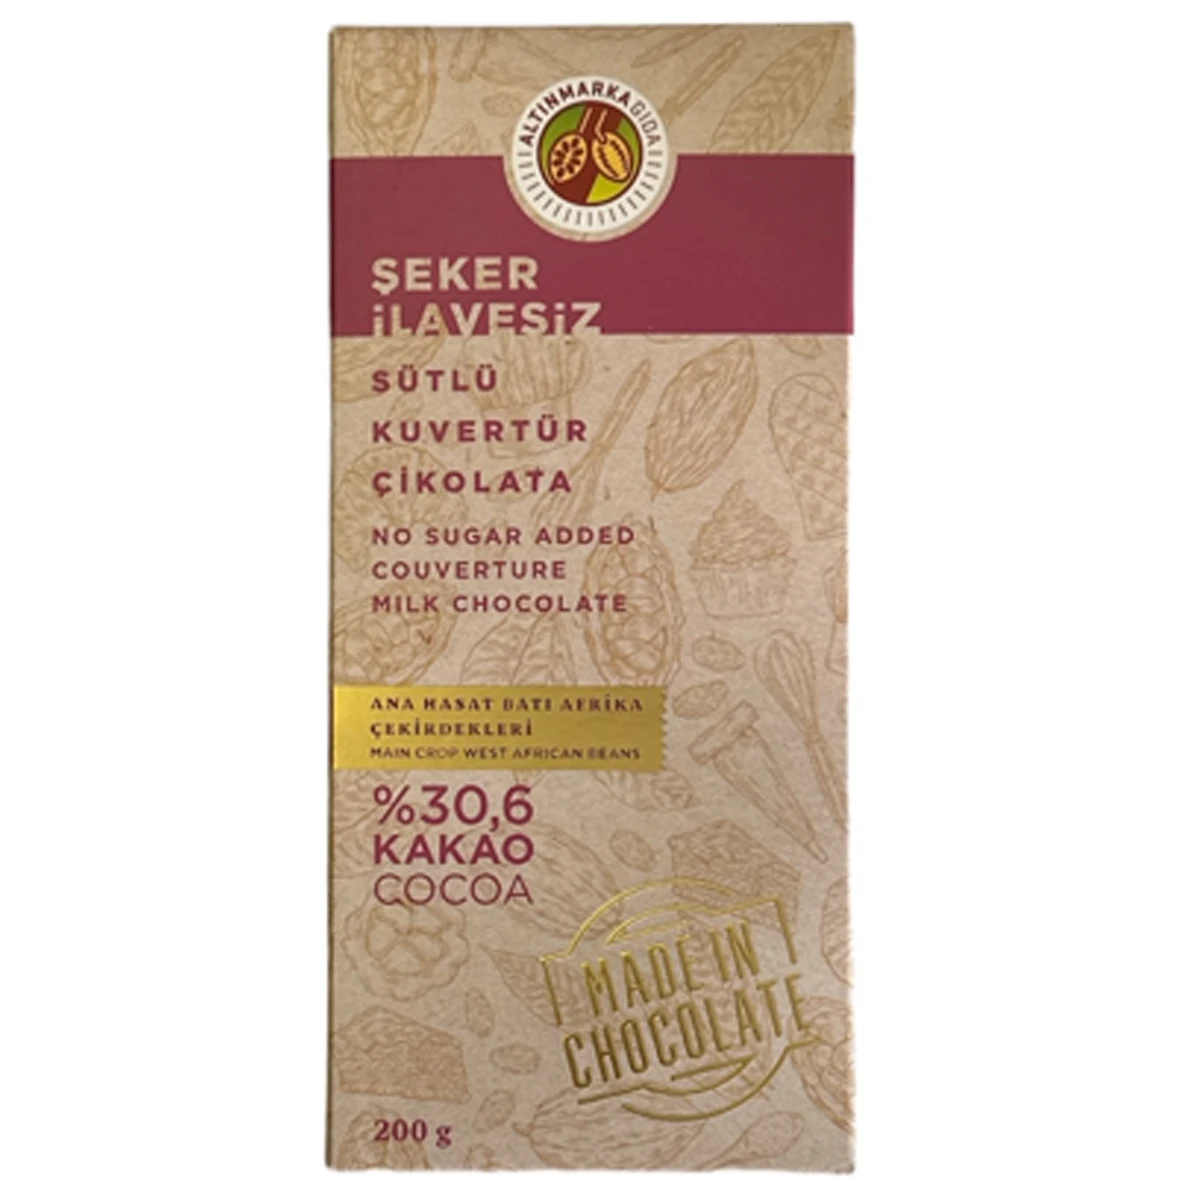 ALTINMARKA GIDA
ŞEKER
İLAVESİZ
SÜTLÜ
KUVERTÜR
ÇİKOLATA
NO SUGAR ADDED
COUVERTURE
MILK CHOCOLATE
ANA HASAT BATI AFRİKA
ÇEKİRDEKLERİ
MAIN CROP WEST AFRICAN BEANS
%30,6
KAKAO
COCOA
MADE IN
CHOCOLATE
200 g